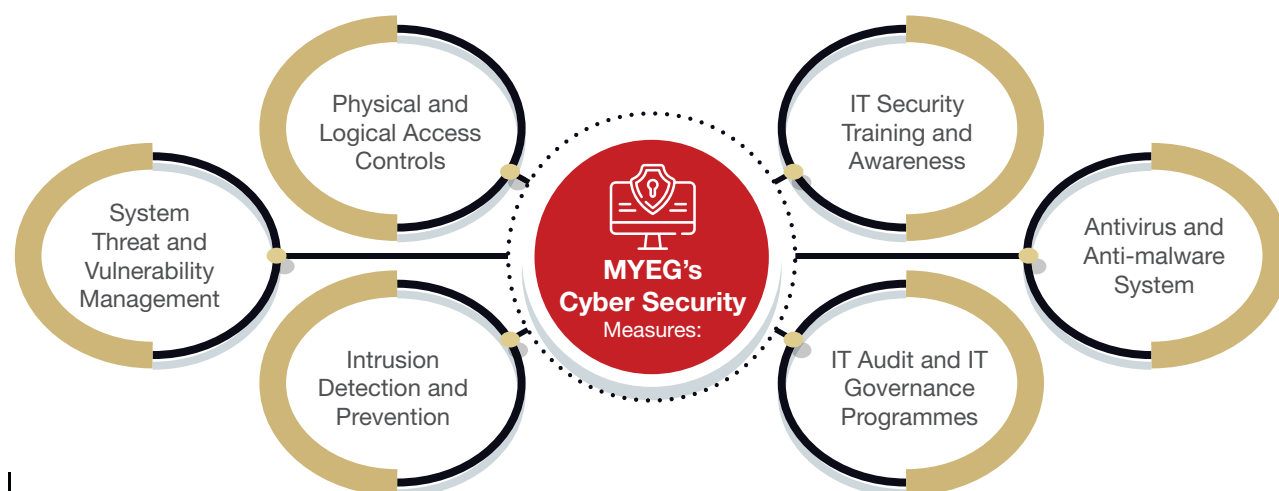 Physical and
Logical Access
Controls
IT Security
Training and
Awareness
System
Threat and
Vulnerability
Management
MYEG's
Cyber Security
Measures:
Antivirus and
Anti-malware
System
Intrusion
Detection and
Prevention
IT Audit and IT
Governance
Programmes